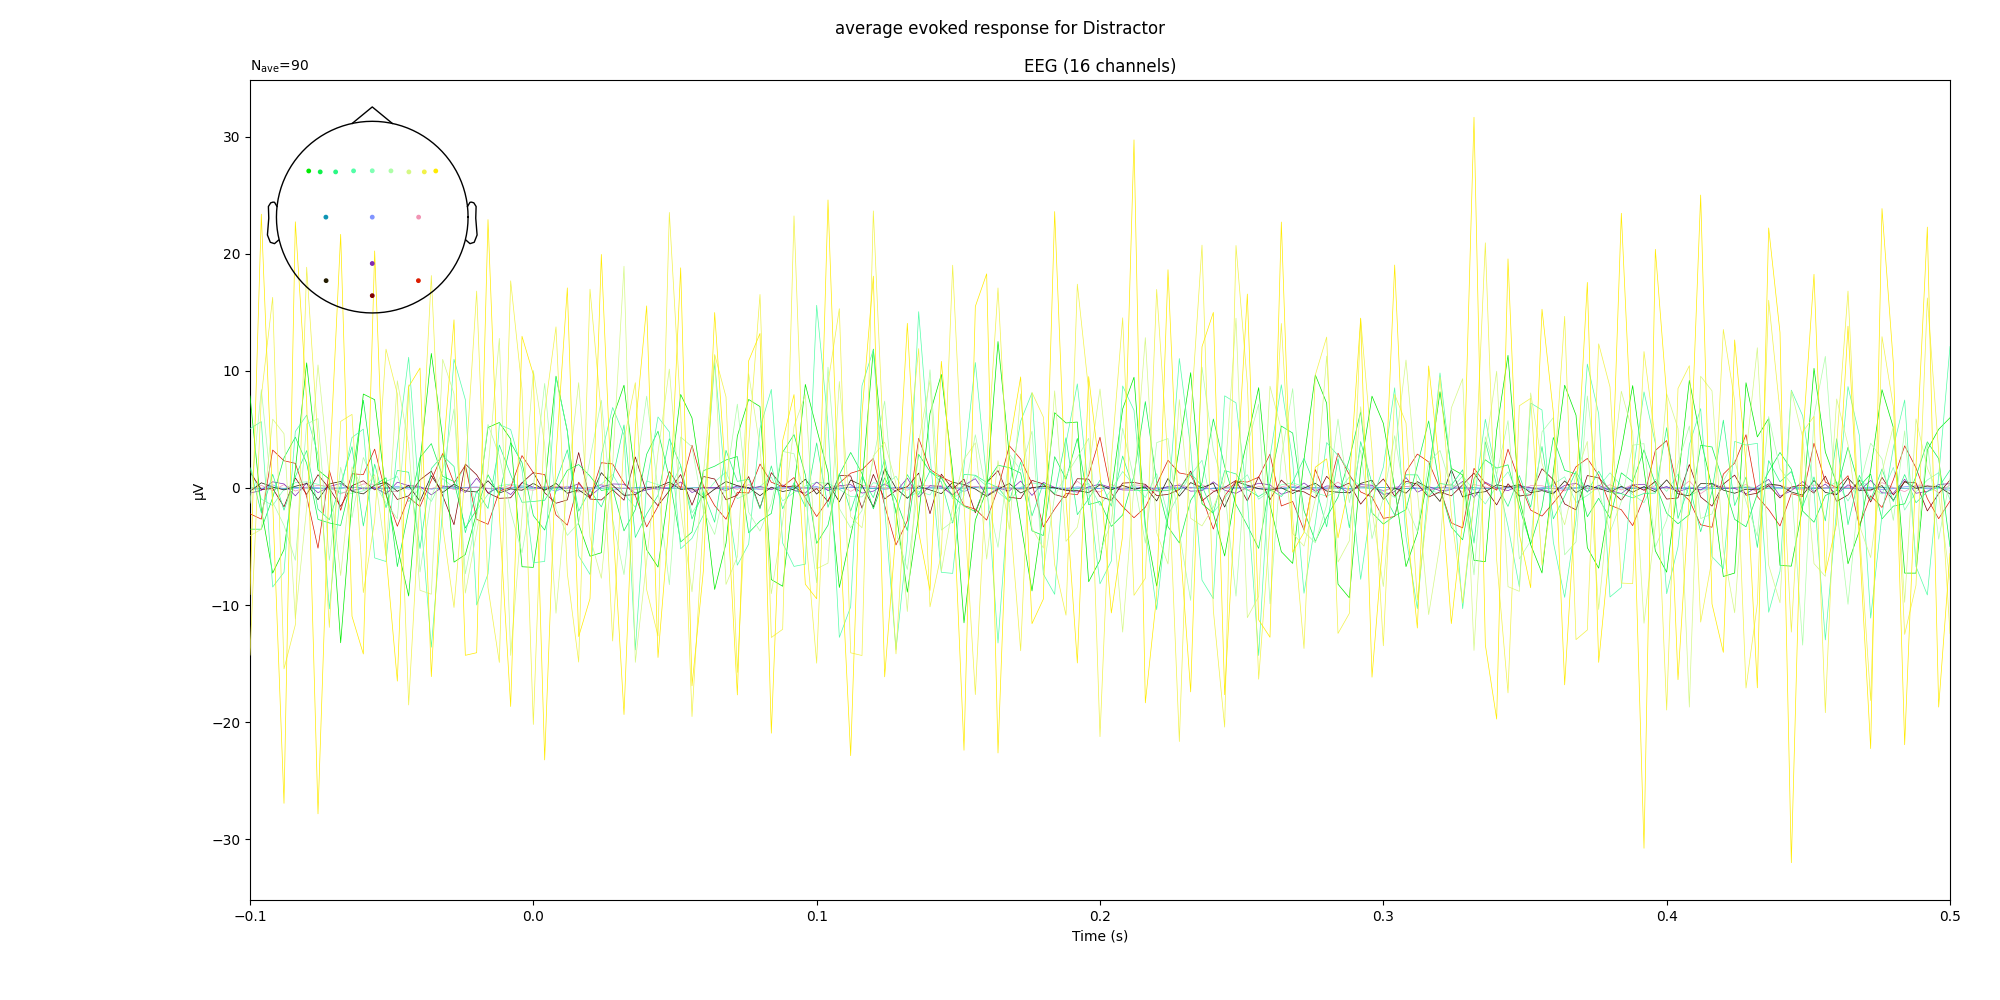 average evoked response for Distractor
Nave=90
EEG (16 channels)
30
20
10
0
−10
−20
−30
µV
−0.1
0.0
0.1
0.2
0.3
0.4
0.5
Time (s)